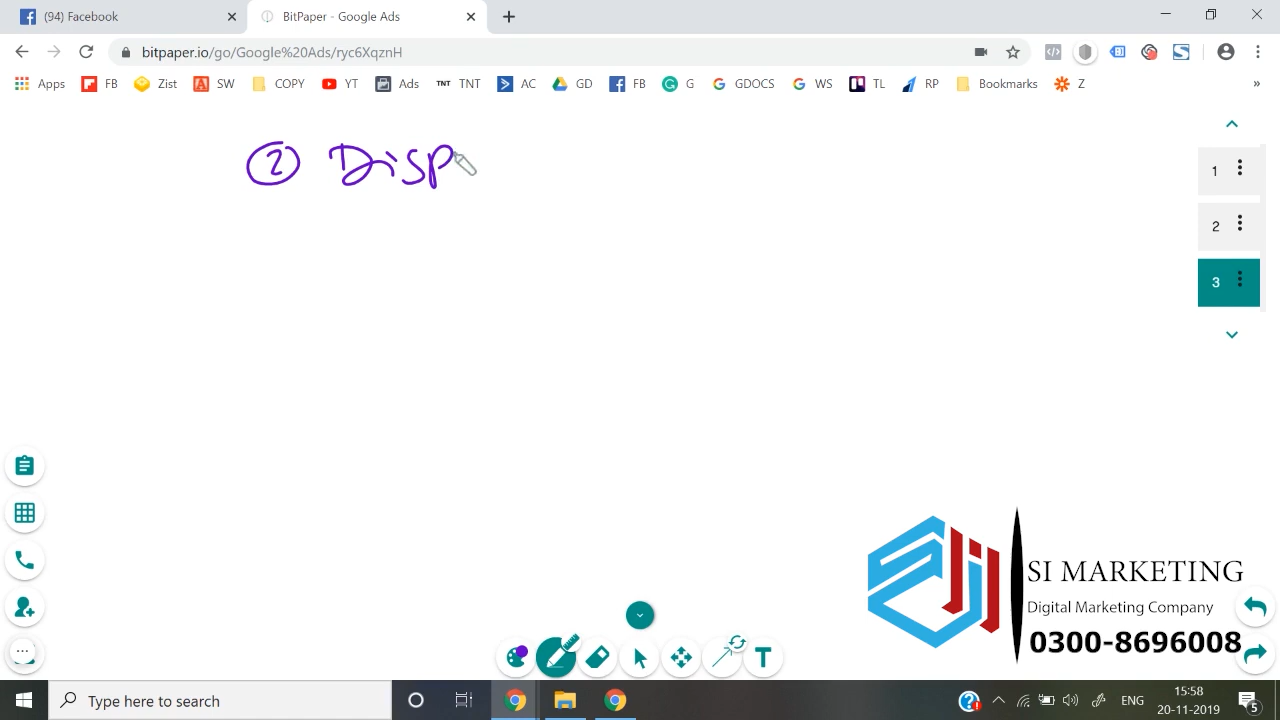 (94) Facebook
BitPaper - Google Ads
bitpaper.io/go/Google%20Ads/ryc6XqznH
Apps FB Zist SW COPY YT Ads TNT TNT AC GD FB G GDOCS WS TL RP Bookmarks Z »
② Disp
1
2
3
SI MARKETING
Digital Marketing Company
0300-8696008
T
Type here to search
ENG
15:58
20-11-2019
5